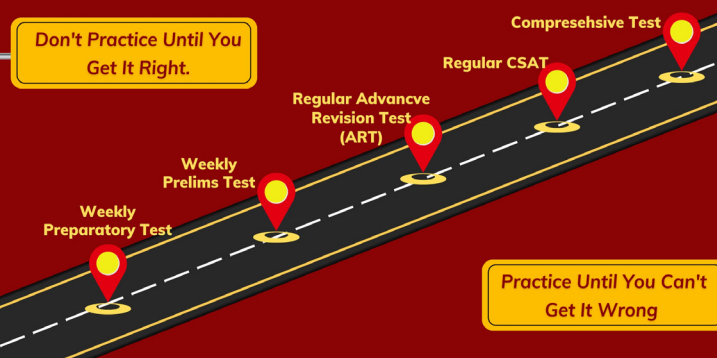 Don't Practice Until You
Get It Right.
Compresehsive Test
Regular CSAT
Regular Advancve
Revision Test
(ART)
Weekly
Prelims Test
Weekly
Preparatory Test
Practice Until You Can't
Get It Wrong